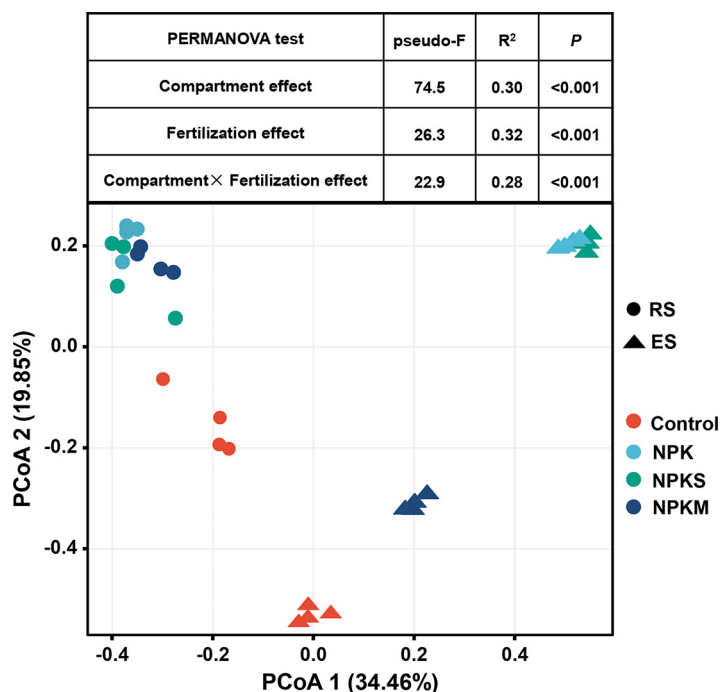 PERMANOVA test pseudo-F R² P
Compartment effect 74.5 0.30 <0.001
Fertilization effect 26.3 0.32 <0.001
Compartment× Fertilization effect 22.9 0.28 <0.001
0.2
0.0
-0.2
-0.4
PCoA 2 (19.85%)
-0.4 -0.2 0.0 0.2 0.4
PCoA 1 (34.46%)
RS
ES
Control
NPK
NPKS
NPKM